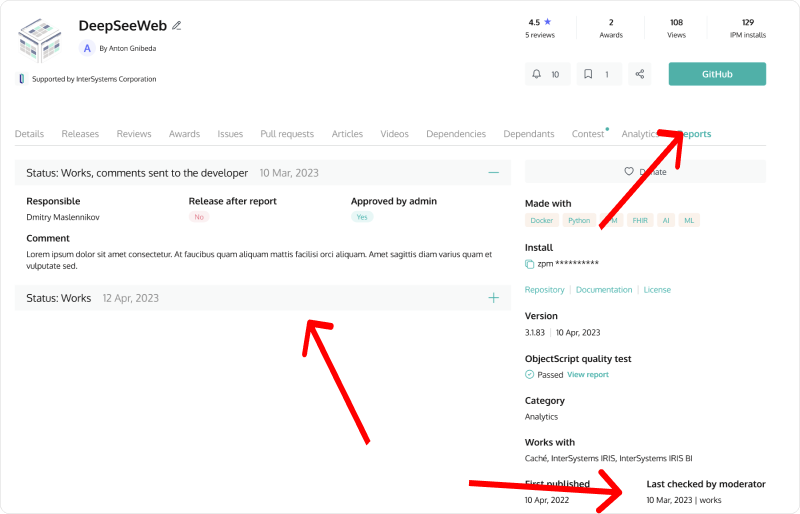 DeepSeeWeb
A By Anton Gnibeda
Supported by InterSystems Corporation
4.5 ★
5 reviews
2
Awards
108
Views
129
IPM installs
10
1
GitHub
Details Releases Reviews Awards Issues Pull requests Articles Videos Dependencies Dependants Contest Analytics Reports
Status: Works, comments sent to the developer 10 Mar, 2023
Responsible
Dmitry Maslennikov
Release after report
No
Approved by admin
Yes
Comment
Lorem ipsum dolor sit amet consectetur. At faucibus quam aliquam mattis facilisi orci aliquam. Amet sagittis diam varius quam et
vulputate sed.
Status: Works 12 Apr, 2023
Donate
Made with
Docker Python FHIR AI ML
Install
zpm **********
Repository | Documentation | License
Version
3.1.83 | 10 Apr, 2023
ObjectScript quality test
Passed View report
Category
Analytics
Works with
Caché, InterSystems IRIS, InterSystems IRIS BI
First published
10 Apr, 2022
Last checked by moderator
10 Mar, 2023 | works